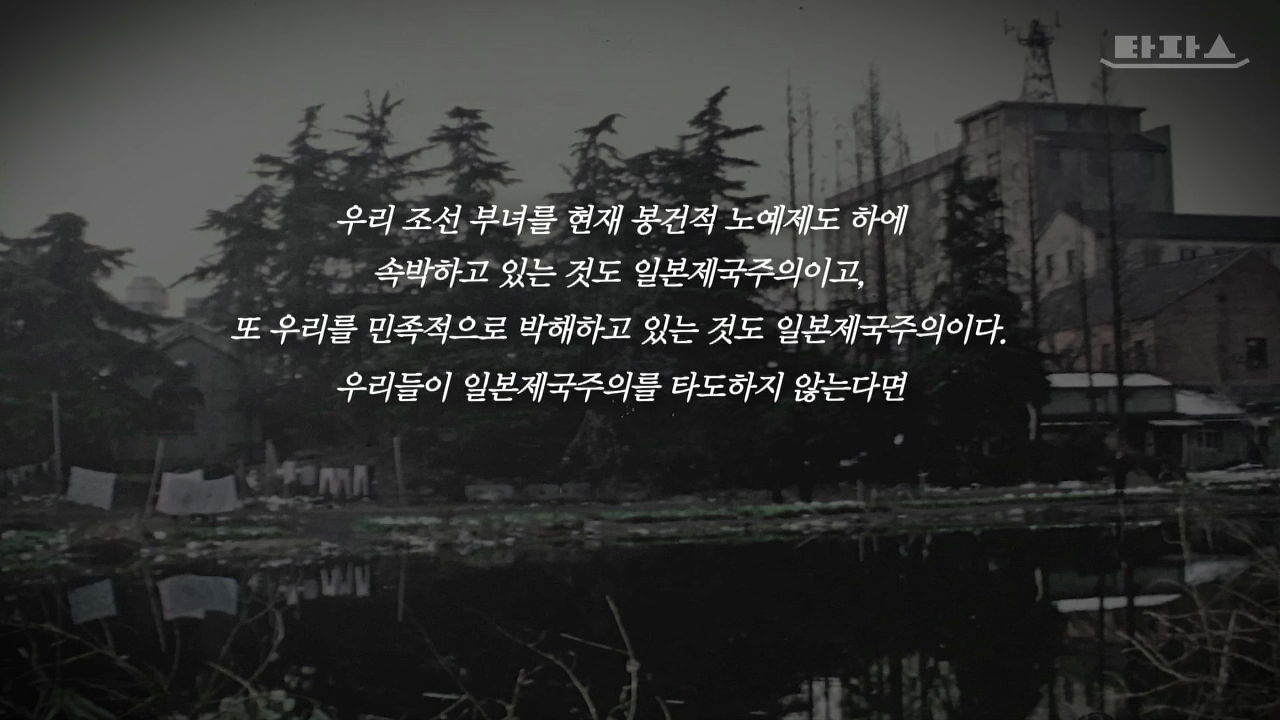 타파스
우리 조선 부녀를 현재 봉건적 노예제도 하에
속박하고 있는 것도 일본제국주의이고,
또 우리를 민족적으로 박해하고 있는 것도 일본제국주의이다.
우리들이 일본제국주의를 타도하지 않는다면